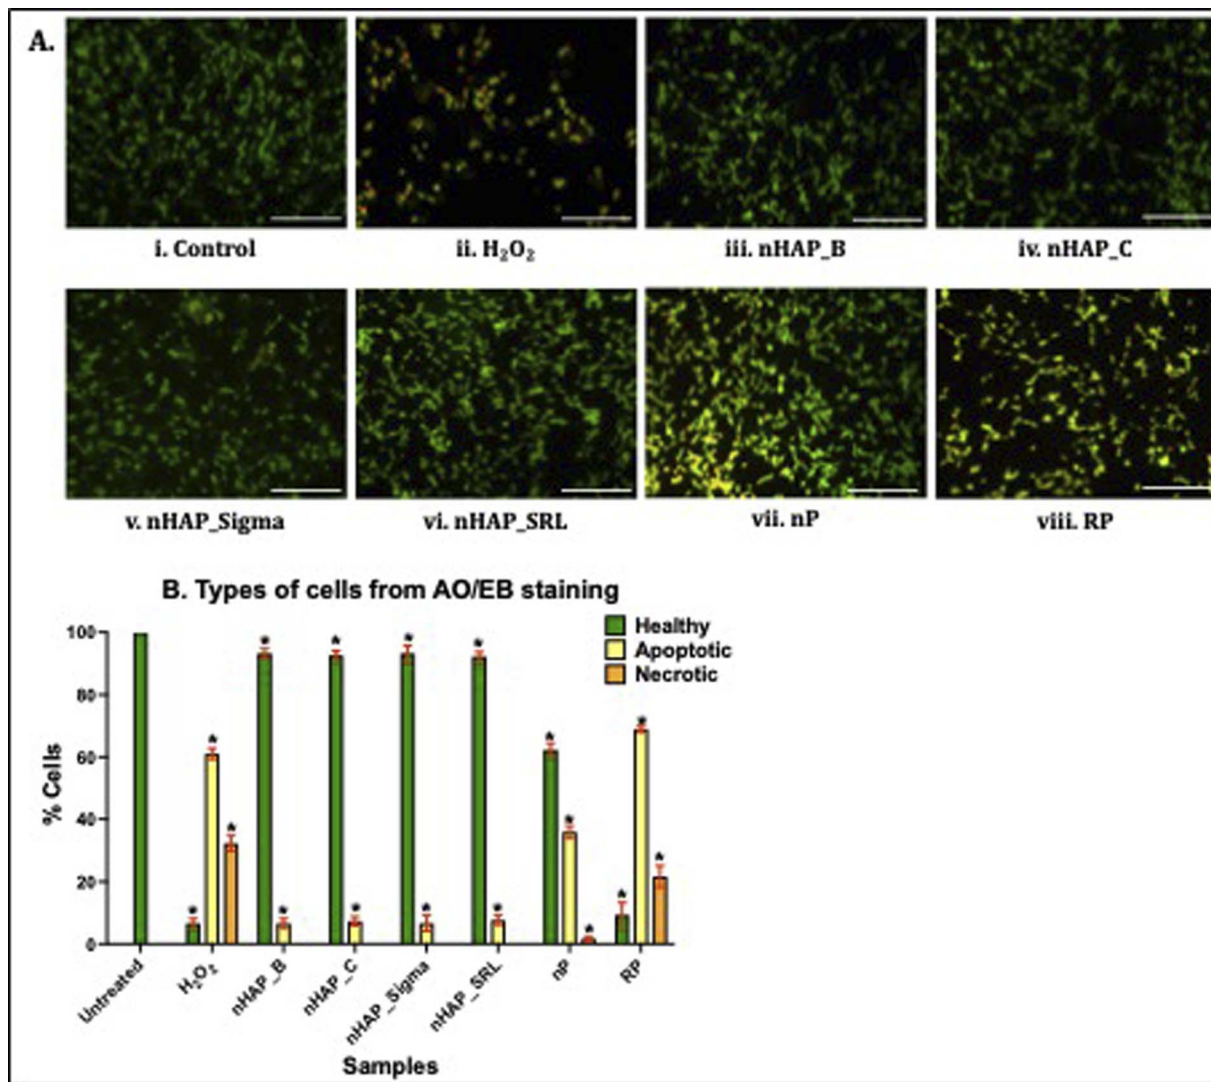 A.
i. Control
ii. H₂O₂
iii. nHAP_B
iv. nHAP_C
v. nHAP_Sigma
vi. nHAP_SRL
vii. nP
viii. RP
B. Types of cells from AO/EB staining
Healthy
Apoptotic
Necrotic
% Cells
100
80
60
40
20
0
Untreated
H₂O₂
nHAP_B
nHAP_C
nHAP_Sigma
nHAP_SRL
nP
RP
Samples